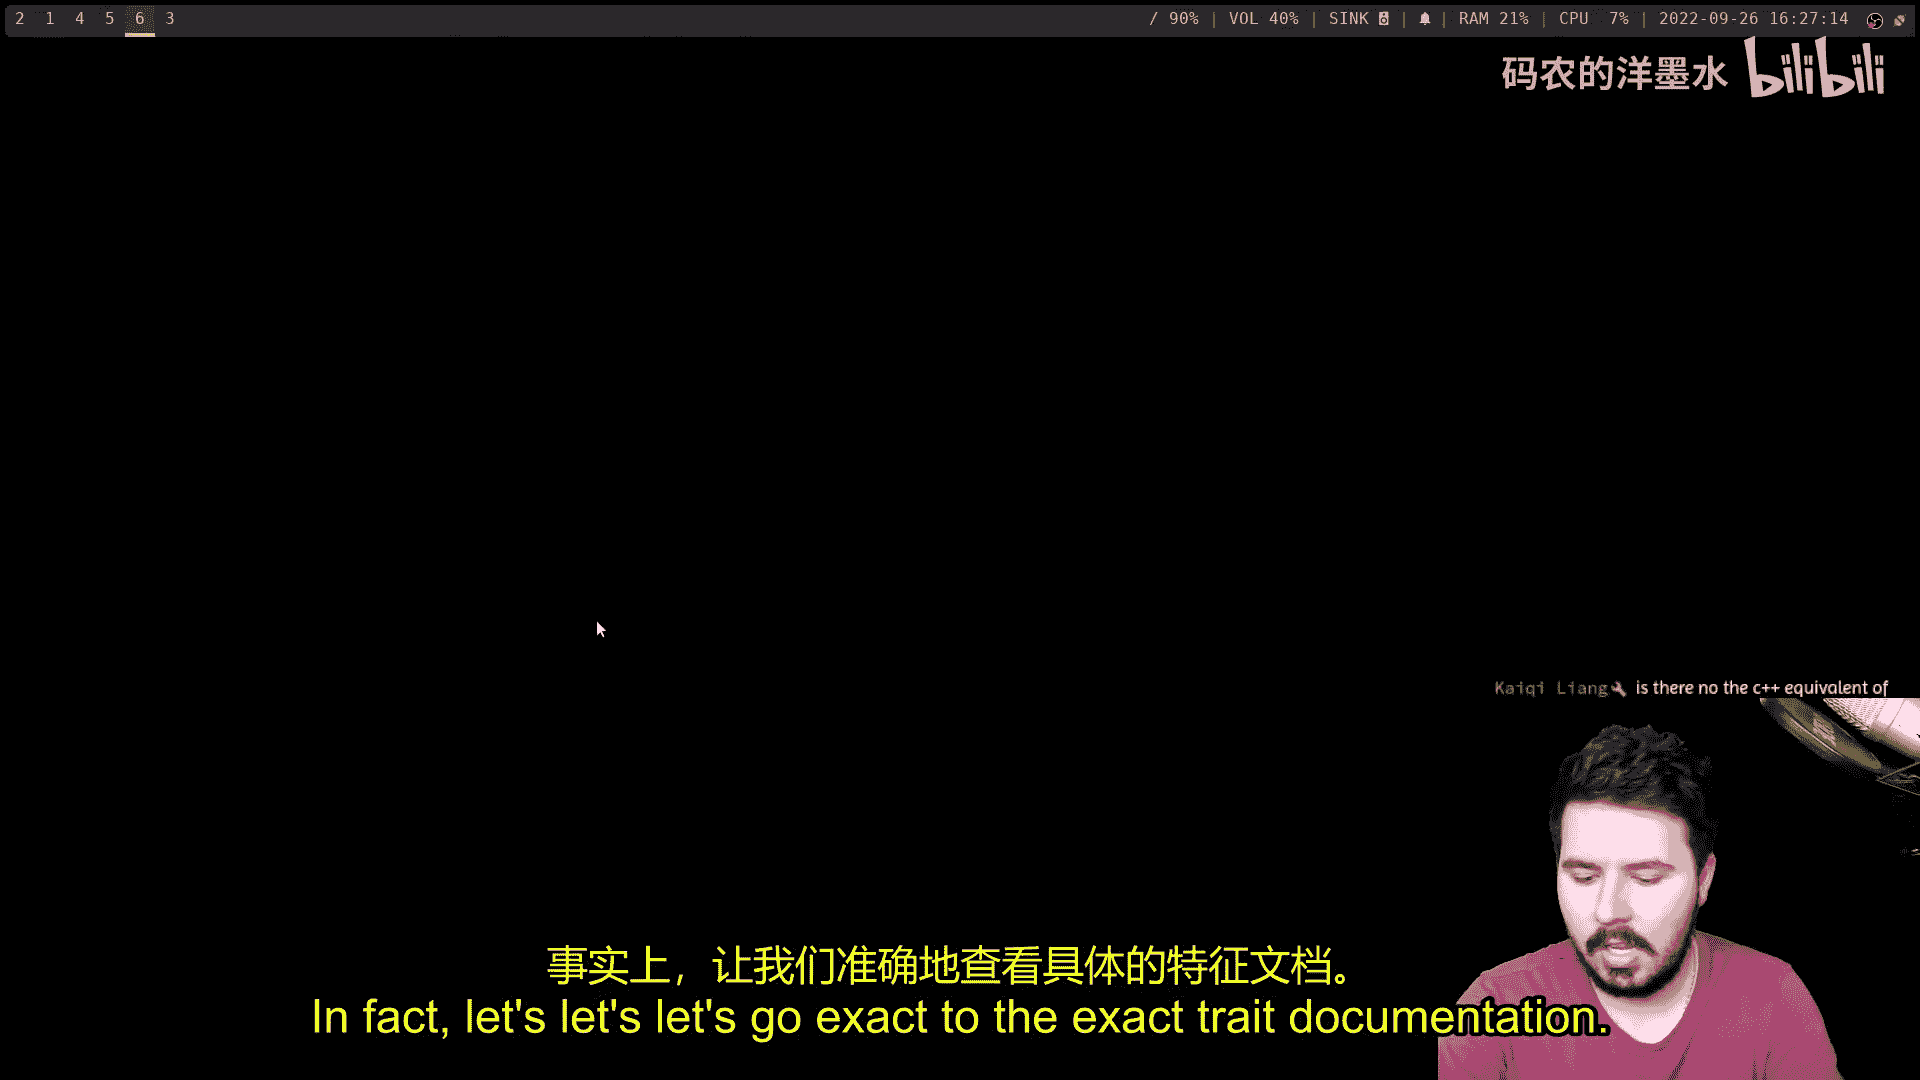 2 1 4 5 6 3
/ 90% | VOL 40% | SINK | | RAM 21% | CPU 7% | 2022-09-26 16:27:14
码农的洋墨水 bilibili
Kaiqi Liang is there no the c++ equivalent of
事实上，让我们准确地查看具体的特征文档。
In fact, let's let's let's go exact to the exact trait documentation.